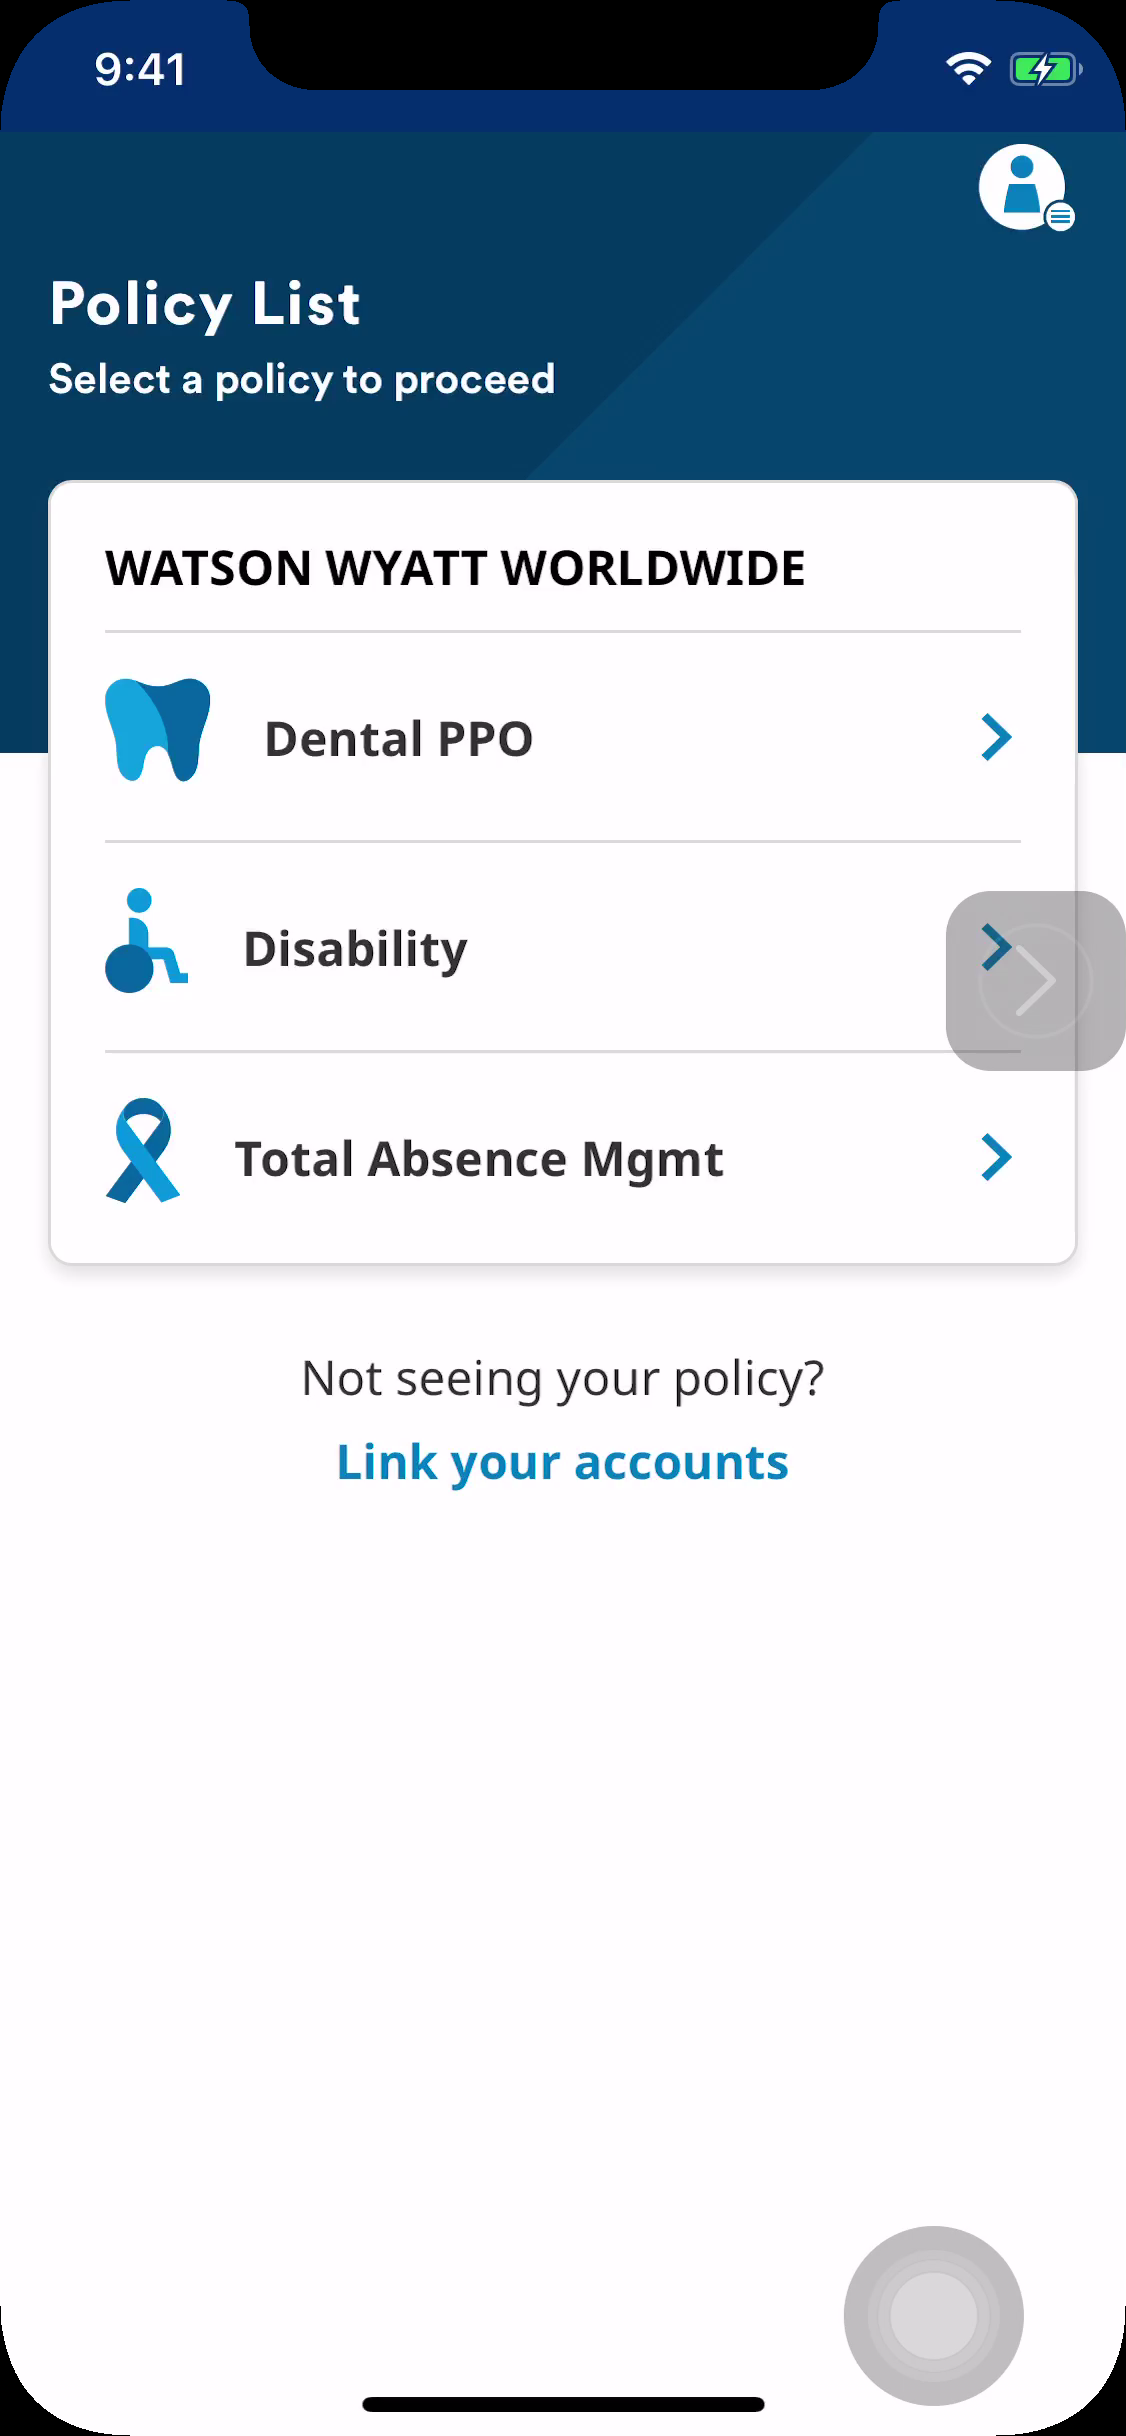 9:41
Policy List
Select a policy to proceed
WATSON WYATT WORLDWIDE
Dental PPO
Disability
Total Absence Mgmt
Not seeing your policy?
Link your accounts